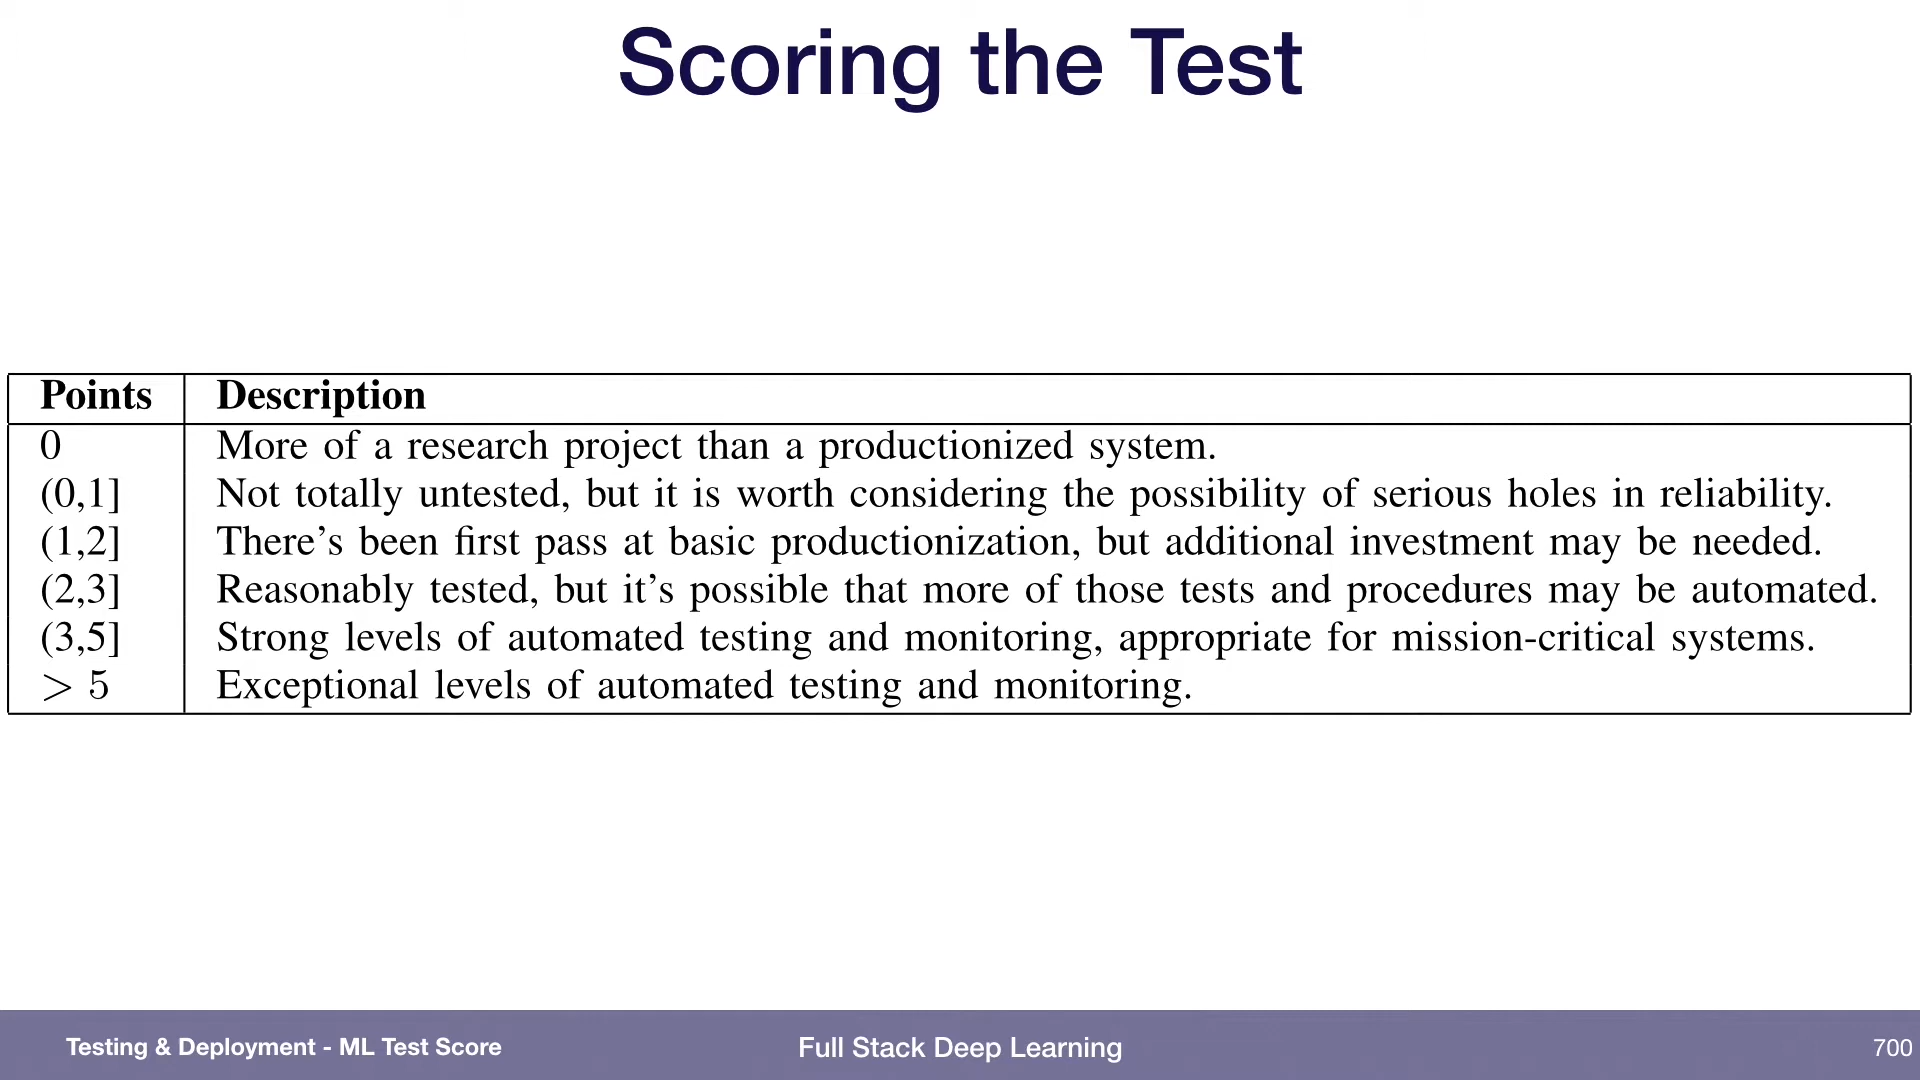 Scoring the Test
Points Description
0 More of a research project than a productionized system.
(0,1] Not totally untested, but it is worth considering the possibility of serious holes in reliability.
(1,2] There’s been first pass at basic productionization, but additional investment may be needed.
(2,3] Reasonably tested, but it’s possible that more of those tests and procedures may be automated.
(3,5] Strong levels of automated testing and monitoring, appropriate for mission-critical systems.
> 5 Exceptional levels of automated testing and monitoring.
Testing & Deployment - ML Test Score Full Stack Deep Learning 700